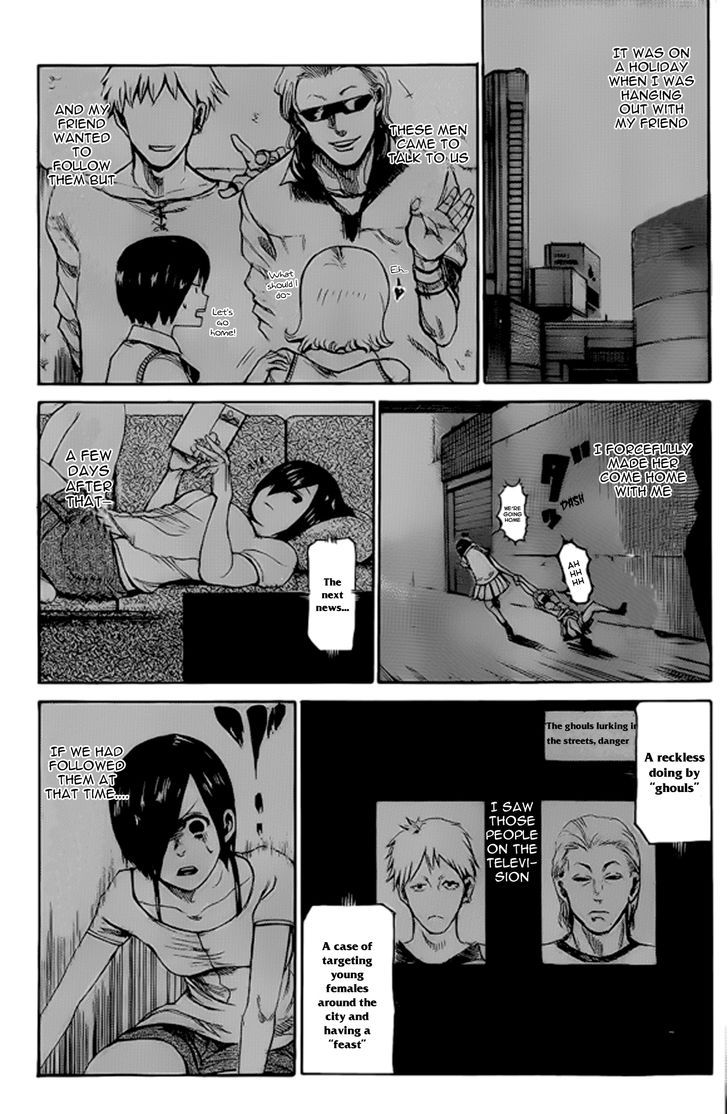 IT WAS ON
A HOLIDAY
WHEN I WAS
HANGING
OUT WITH
MY FRIEND
THESE MEN
CAME TO
TALK TO US
AND MY
FRIEND
WANTED
TO
FOLLOW
THEM BUT
Eh..
What
should I
do~
Let's
go
home!
I FORCEFULLY
MADE HER
COME HOME
WITH ME
ダッ
DASH
WE'RE
GOING
HOME
AH
HH
HH
A FEW
DAYS
AFTER
THAT~
The
next
news...
A reckless
doing by
"ghouls"
The ghouls lurking in
the streets, danger
I SAW
THOSE
PEOPLE
ON THE
TELEVI-
SION
A case of
targeting
young
females
around the
city and
having a
"feast"
IF WE HAD
FOLLOWED
THEM AT
THAT TIME....